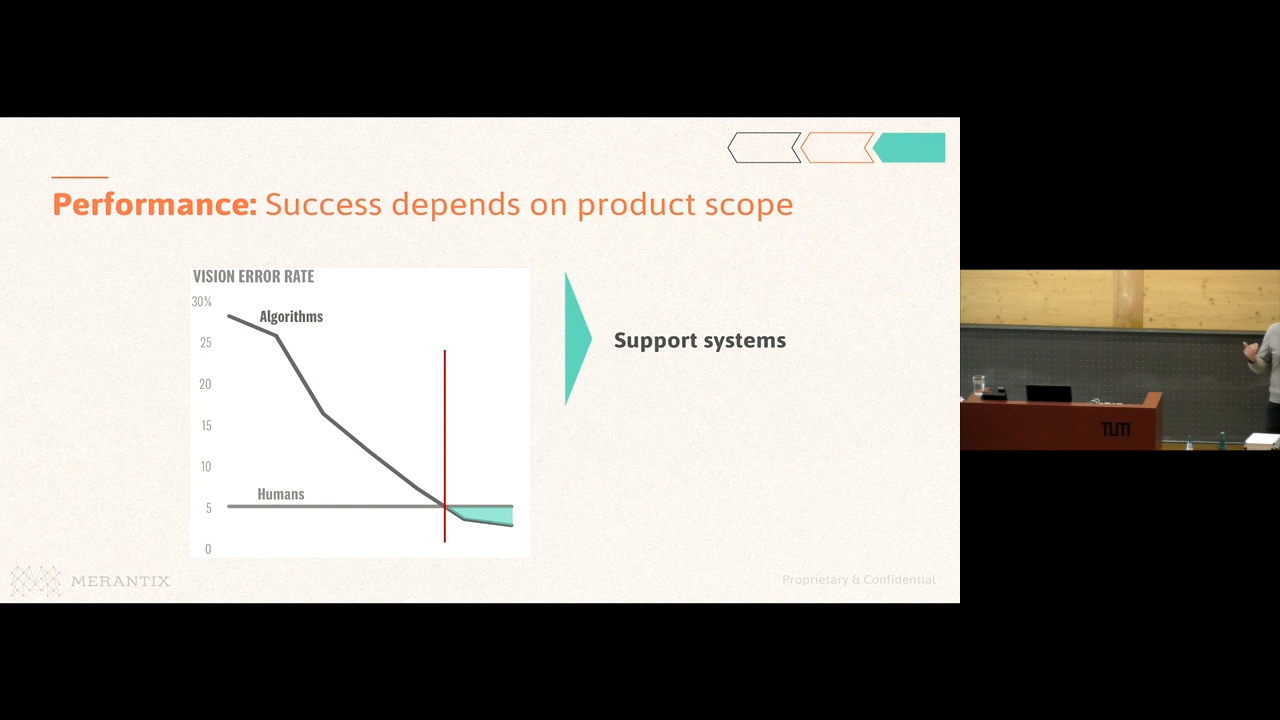 Performance: Success depends on product scope
VISION ERROR RATE
30%
Algorithms
25
20
15
10
Humans
5
0
Support systems
MERANTIX
Proprietary & Confidential
TUM